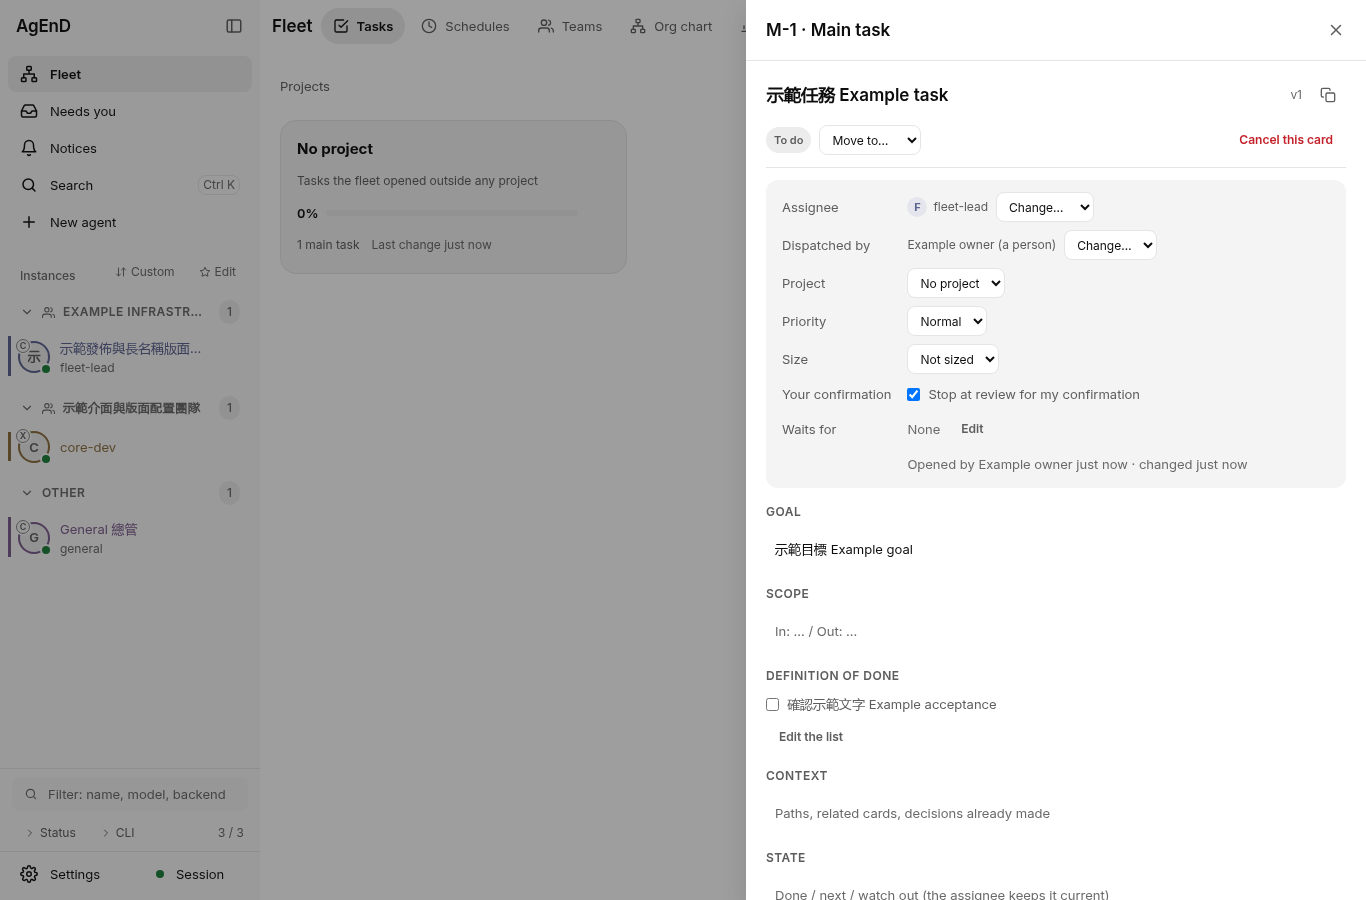 AgEnD
Fleet
Needs you
Notices
Search Ctrl K
New agent
Instances Custom Edit
EXAMPLE INFRASTR... 1
C 示 示範發佈與長名稱版面...
fleet-lead
示範介面與版面配置團隊 1
X C core-dev
OTHER 1
C G General 總管
general
Filter: name, model, backend
Status CLI 3 / 3
Settings Session
Fleet Tasks Schedules Teams Org chart
Projects
No project
Tasks the fleet opened outside any project
0%
1 main task Last change just now
M-1 · Main task
示範任務 Example task v1
To do Move to... Cancel this card
Assignee F fleet-lead Change...
Dispatched by Example owner (a person) Change...
Project No project
Priority Normal
Size Not sized
Your confirmation Stop at review for my confirmation
Waits for None Edit
Opened by Example owner just now · changed just now
GOAL
示範目標 Example goal
SCOPE
In: ... / Out: ...
DEFINITION OF DONE
確認示範文字 Example acceptance
Edit the list
CONTEXT
Paths, related cards, decisions already made
STATE
Done / next / watch out (the assignee keeps it current)